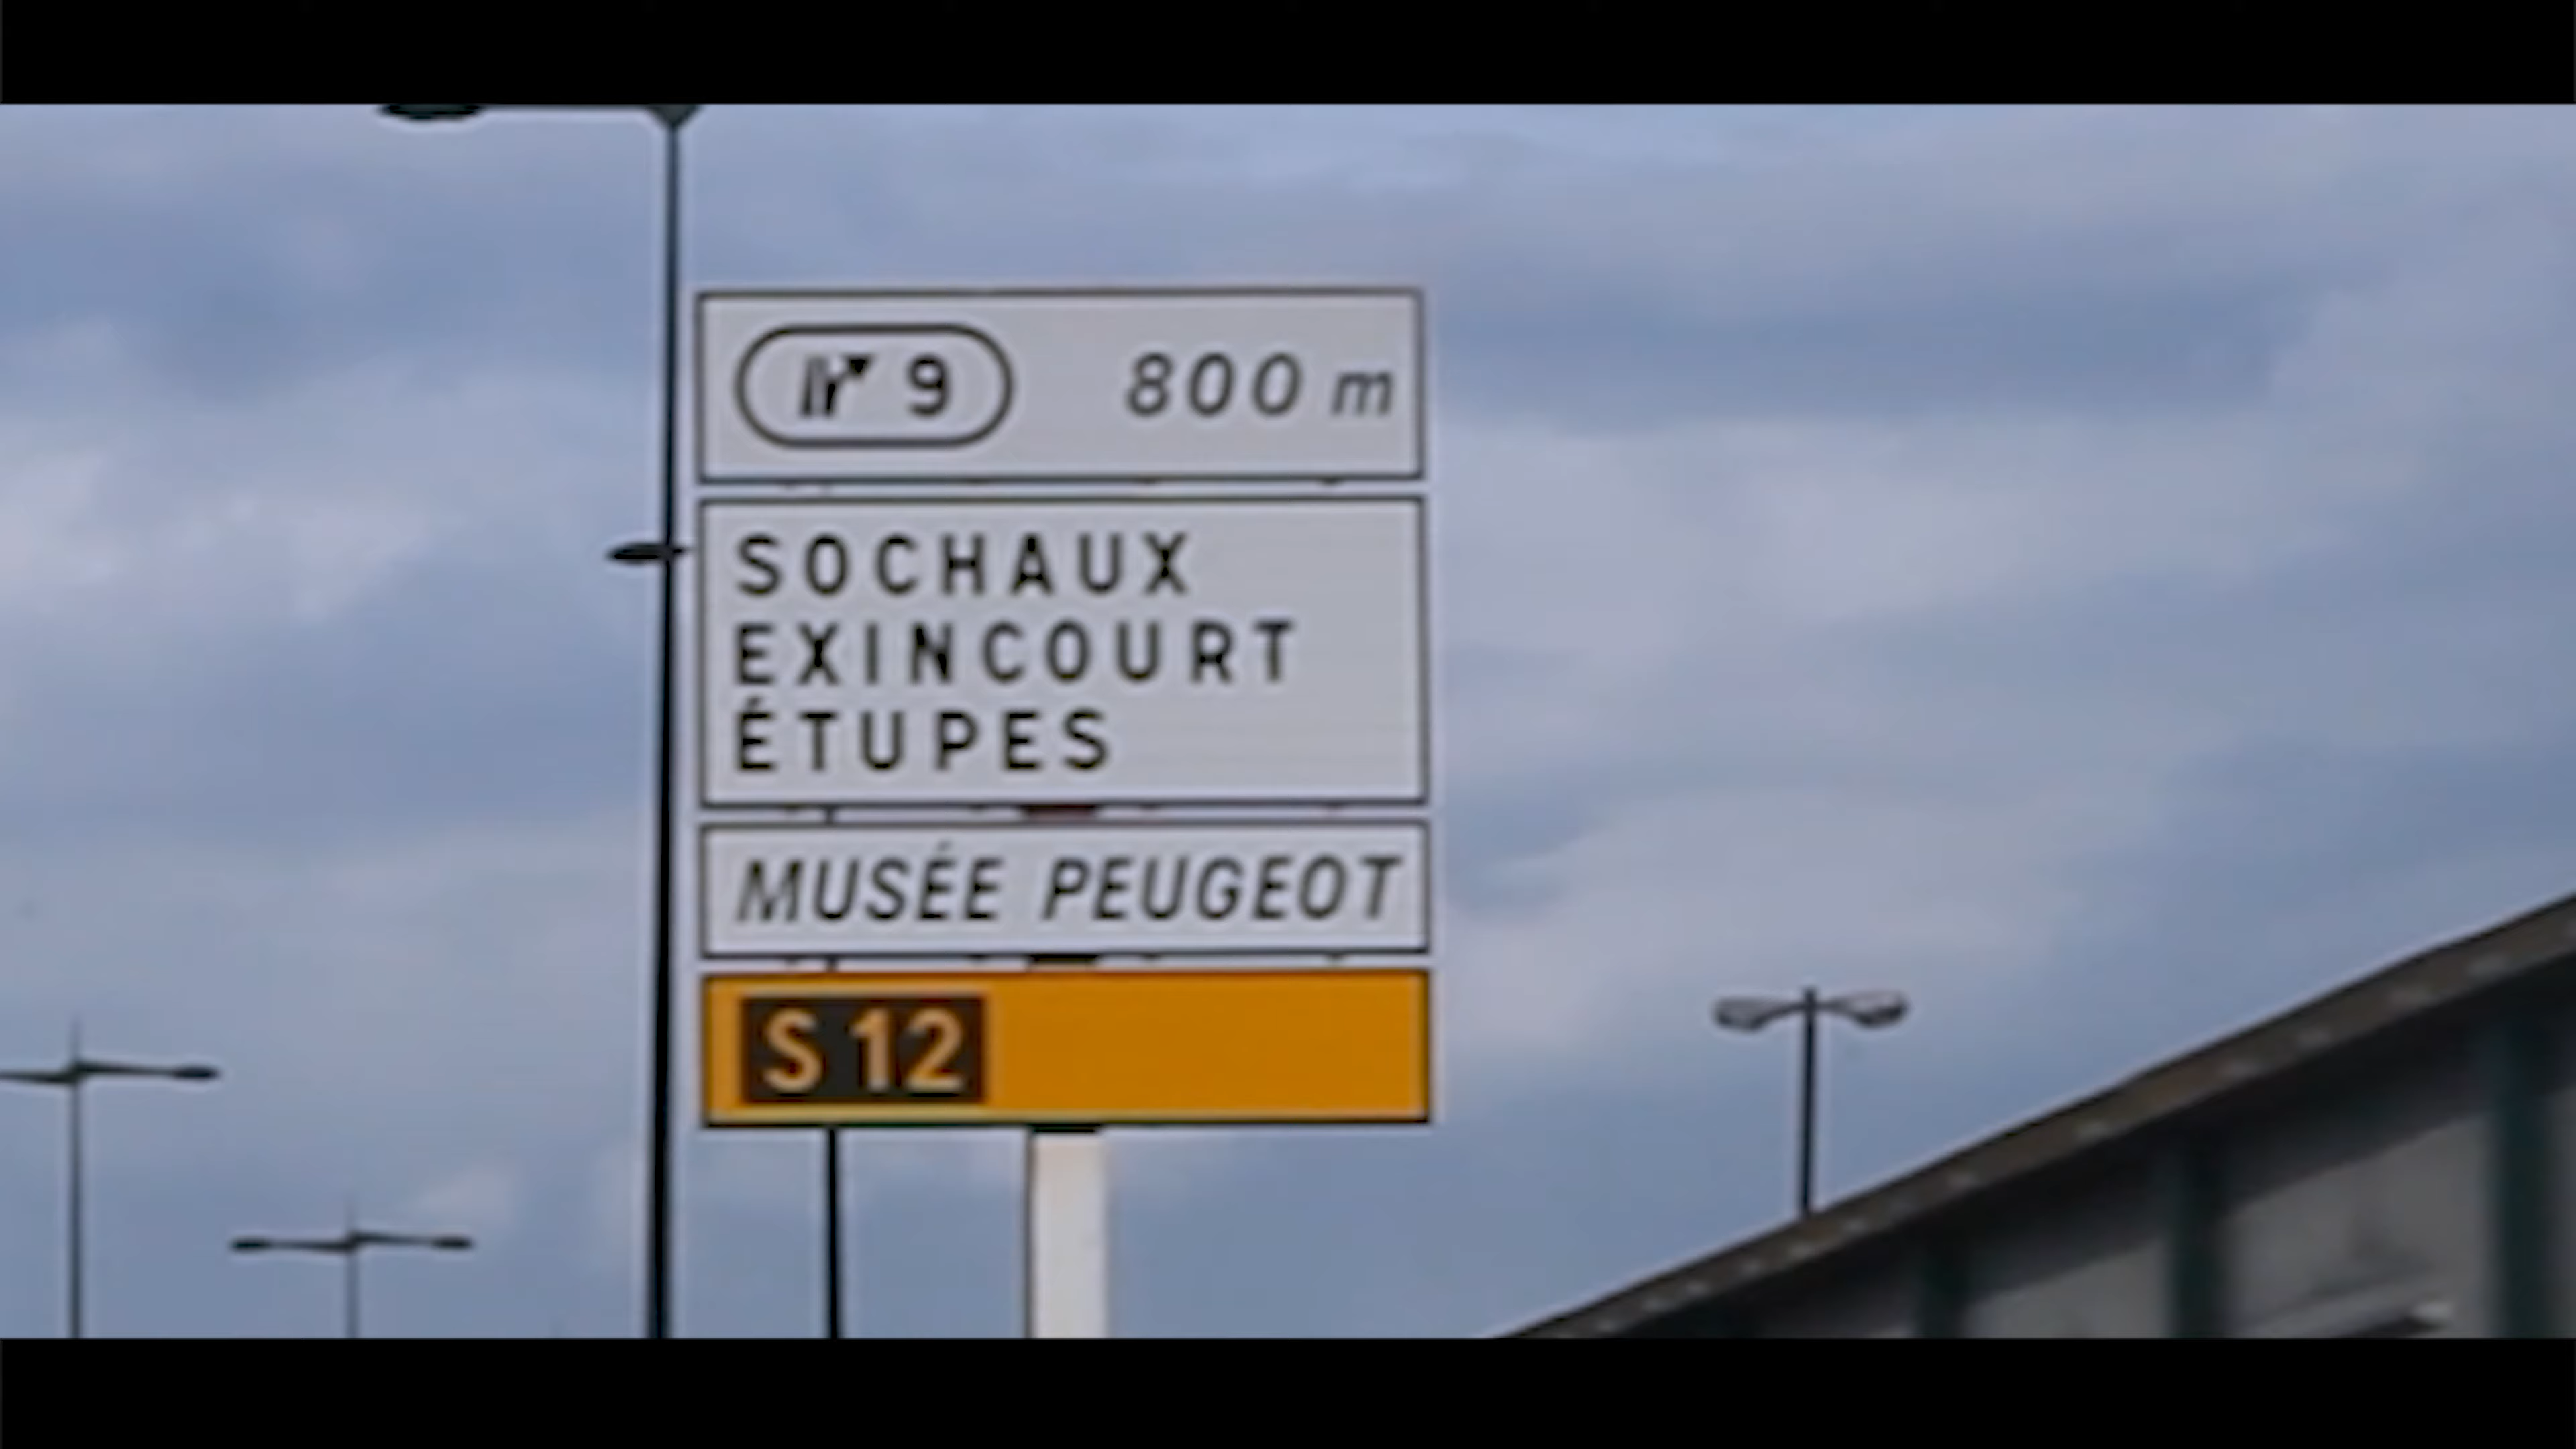 9 800 m
SOCHAUX
EXINCOURT
ÉTUPES
MUSÉE PEUGEOT
S 12